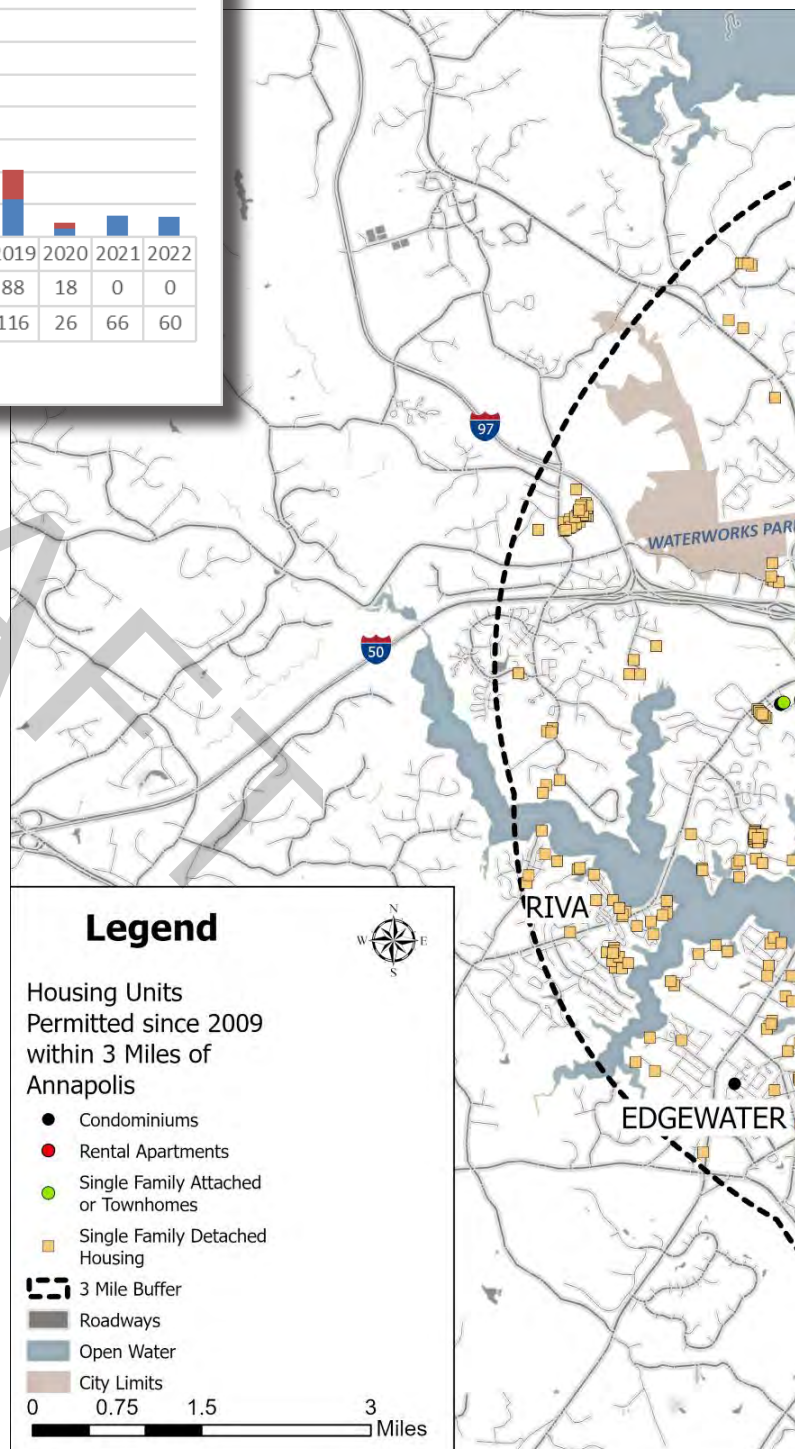 2019 2020 2021 2022
88 18 0 0
116 26 66 60
97
WATERWORKS PARK
50
RIVA
EDGEWATER
Legend
N
W E
S
Housing Units
Permitted since 2009
within 3 Miles of
Annapolis
Condominiums
Rental Apartments
Single Family Attached
or Townhomes
Single Family Detached
Housing
3 Mile Buffer
Roadways
Open Water
City Limits
0 0.75 1.5 3
Miles
AFT